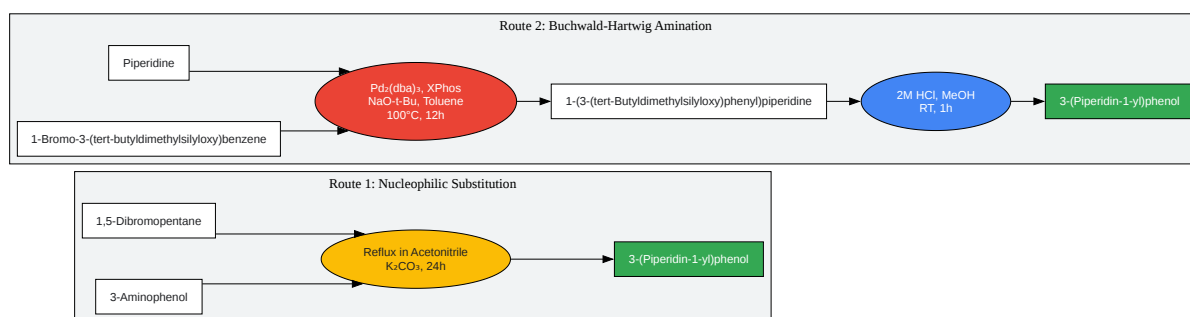 Route 2: Buchwald-Hartwig Amination
Piperidine
1-Bromo-3-(tert-butyldimethylsilyloxy)benzene
Pd₂(dba)₃, XPhos
NaO-t-Bu, Toluene
100°C, 12h
1-(3-(tert-Butyldimethylsilyloxy)phenyl)piperidine
2M HCl, MeOH
RT, 1h
3-(Piperidin-1-yl)phenol
Route 1: Nucleophilic Substitution
1,5-Dibromopentane
3-Aminophenol
Reflux in Acetonitrile
K₂CO₃, 24h
3-(Piperidin-1-yl)phenol